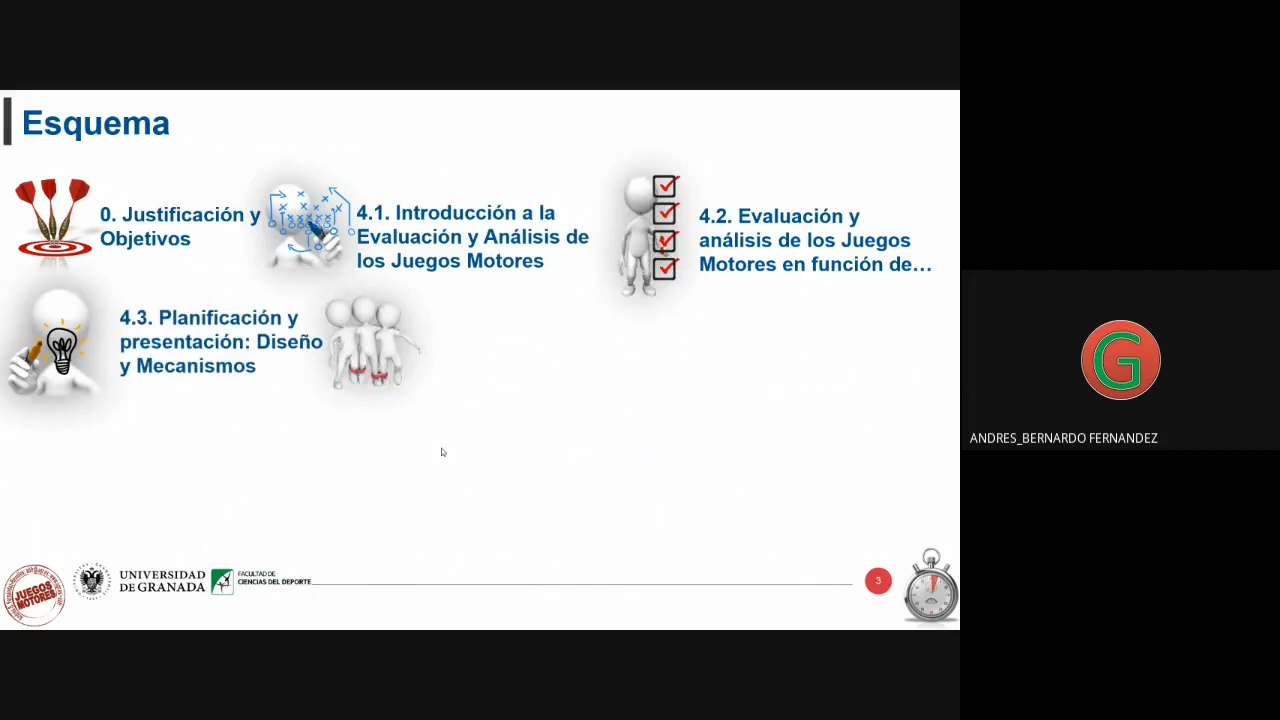 Esquema
0. Justificación y
Objetivos
4.1. Introducción a la
Evaluación y Análisis de
los Juegos Motores
4.2. Evaluación y
análisis de los Juegos
Motores en función de…
4.3. Planificación y
presentación: Diseño
y Mecanismos
G
ANDRES_BERNARDO FERNANDEZ
JUEGOS
MOTORES
UNIVERSIDAD
DE GRANADA
FACULTAD DE
CIENCIAS DEL DEPORTE
3